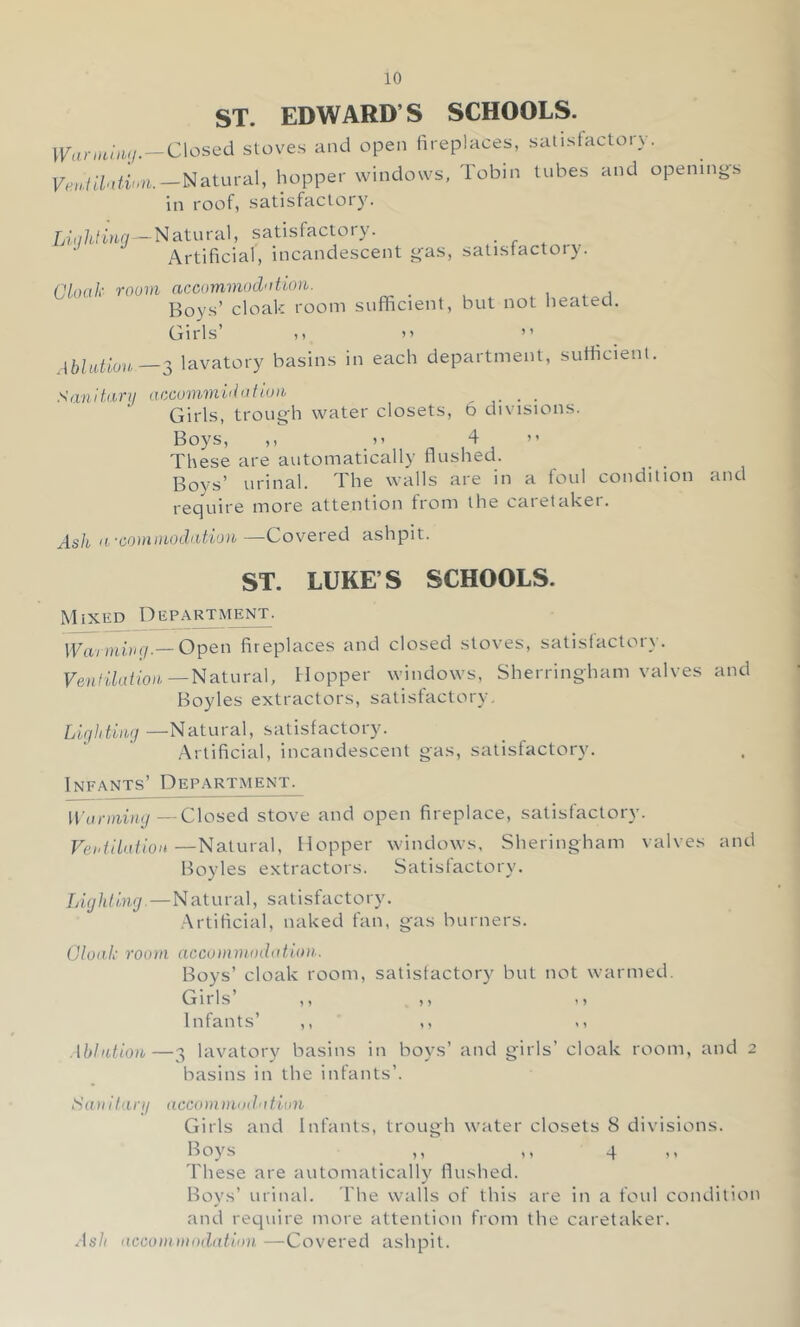 10
ST. EDWARD'S SCHOOLS.
Warming.—Closed stoves and open fireplaces, satisfactory.
Ventilation.—Natural, hopper windows, Tobin tubes and openings
in roof, satisfactory.
Lighting—Natural, satisfactory.
Artificial, incandescent gas, satisfactory.
Cloak room accommodation.
Boys' cloak room sufficient, but not heated.
Girls' ,, ,, ,,
Ablution—3 lavatory basins in each department, sufficient.
Sanitary accommidation
Girls, trough water closets, 6 divisions.
Boys, ,, ,, 4 ,,
These are automatically flushed.
Boys' urinal. The walls are in a foul condition and
require more attention from the caretaker.
Ash a-commodation—Covered ashpit.
ST. LUKE'S SCHOOLS.
MIXED DEPARTMENT.
Warming.—Open fireplaces and closed stoves, satisfactory.
Ventilation—Natural, Hopper windows, Sherringham valves and
Boyles extractors, satisfactory.
Lighting—Natural, satisfactory.
Artificial, incandescent gas, satisfactory.
INFANTS' DEPARTMENT.
Warming—Closed stove and open fireplace, satisfactory.
Ventilation—Natural, Hopper windows, Sheringham valves and
Boyles extractors. Satisfactory.
Lighting.—Natural, satisfactory.
Artificial, naked fan, gas burners.
Cloak room accommodation.
Boys' cloak room, satisfactory but not warmed.
Girls' ,, ,, ,,
Infants' ,, ,, ,,
Ablution—3 lavatory basins in boys' and girls' cloak room, and 2
basins in the infants'.
Sanitary accommodation
Girls and Infants, trough water closets 8 divisions.
Boys ,, ,, 4 ,,
These are automatically flushed.
Boys' urinal. The walls of this are in a foul condition
and require more attention from the caretaker.
Ash accommodation—Covered ashpit.